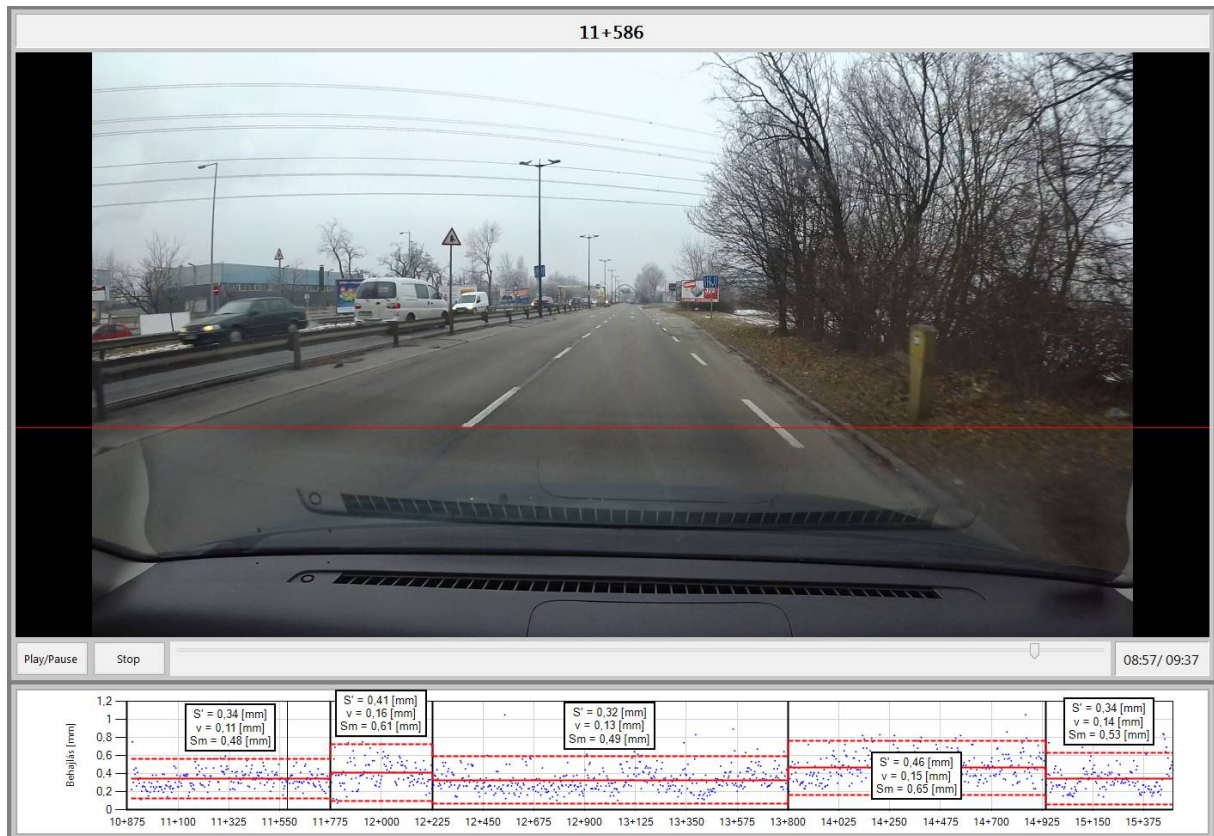 11+586
Play/Pause
Stop
08:57/ 09:37
Behajlás [mm]
1,2
1
0,8
0,6
0,4
0,2
0
S' = 0,34 [mm]
v = 0,11 [mm]
Sm = 0,48 [mm]
S' = 0,41 [mm]
v = 0,16 [mm]
Sm = 0,61 [mm]
S' = 0,32 [mm]
v = 0,13 [mm]
Sm = 0,49 [mm]
S' = 0,46 [mm]
v = 0,15 [mm]
Sm = 0,65 [mm]
S' = 0,34 [mm]
v = 0,14 [mm]
Sm = 0,53 [mm]
10+875 11+100 11+325 11+550 11+775 12+000 12+225 12+450 12+675 12+900 13+125 13+350 13+575 13+800 14+025 14+250 14+475 14+700 14+925 15+150 15+375